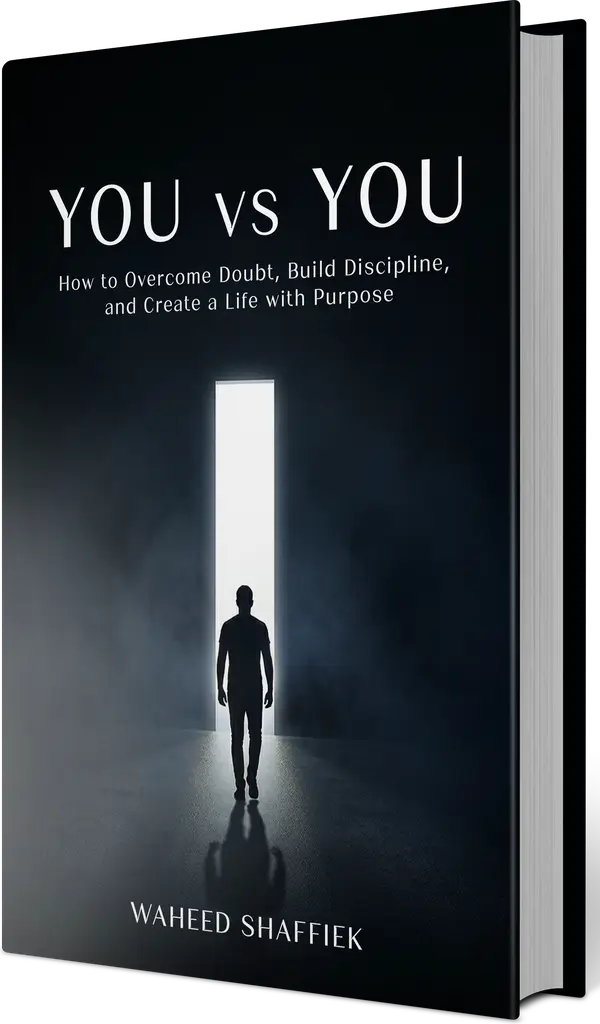 YOU VS YOU
How to Overcome Doubt, Build Discipline,
and Create a Life with Purpose
WAHEED SHAFFIEK